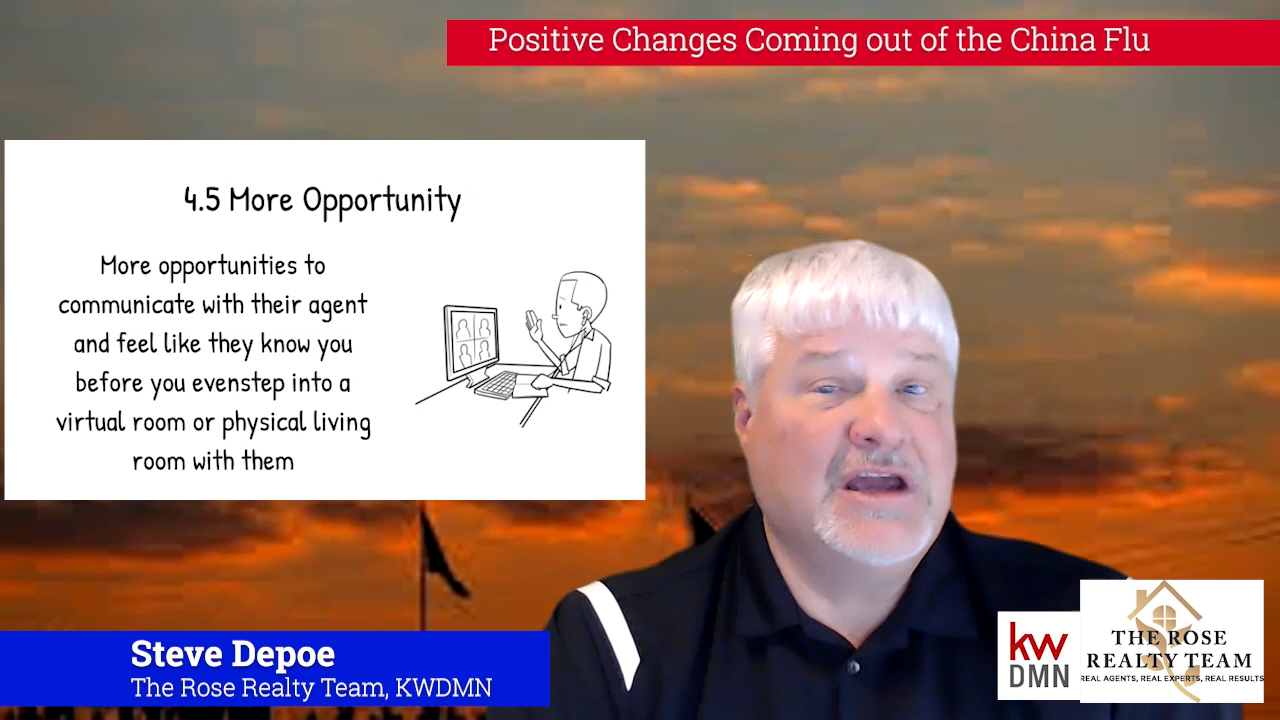 Positive Changes Coming out of the China Flu
4.5 More Opportunity
More opportunities to
communicate with their agent
and feel like they know you
before you evenstep into a
virtual room or physical living
room with them
Steve Depoe
The Rose Realty Team, KWDMN
kw
DMN
THE ROSE
REALTY TEAM
REAL AGENTS, REAL EXPERTS, REAL RESULTS